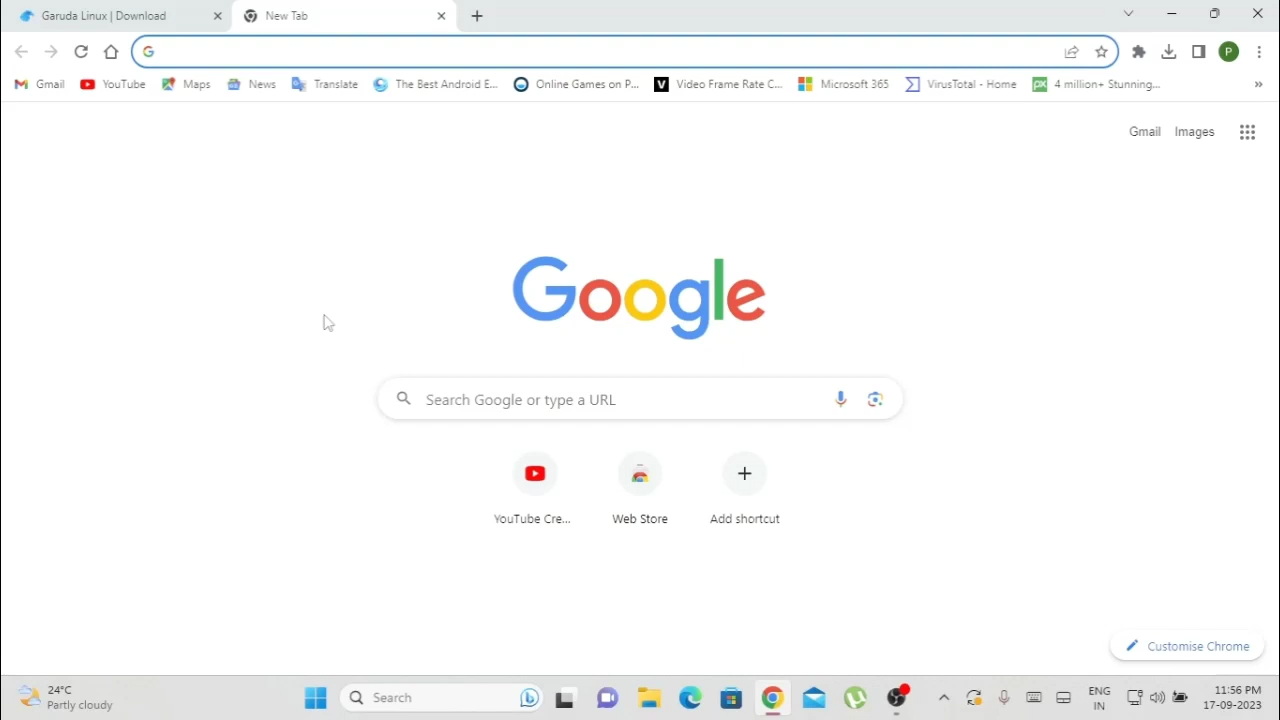 Garuda Linux | Download
New Tab
Gmail
YouTube
Maps
News
Translate
The Best Android E...
Online Games on P...
Video Frame Rate C...
Microsoft 365
VirusTotal - Home
4 million+ Stunning...
P
Gmail
Images
Google
Search Google or type a URL
YouTube Cre...
Web Store
Add shortcut
Customise Chrome
24°C
Partly cloudy
Search
ENG
IN
11:56 PM
17-09-2023